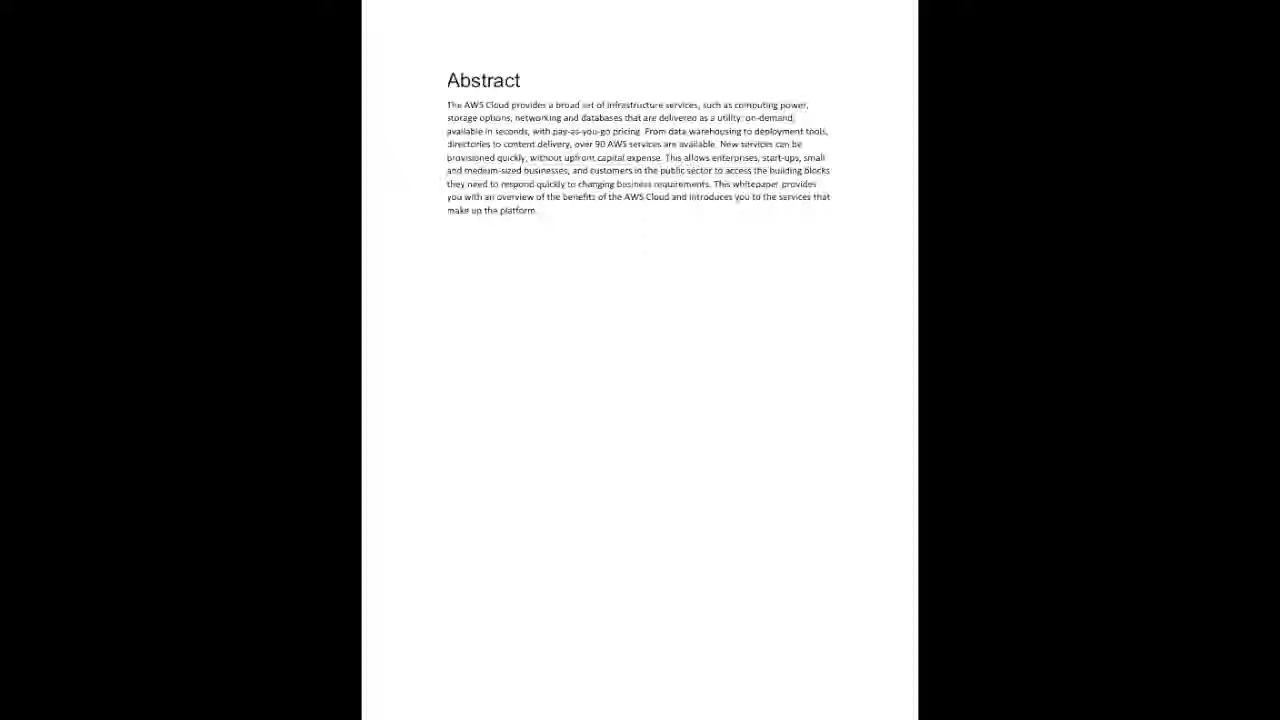 Abstract
The AWS Cloud provides a broad set of infrastructure services, such as computing power,
storage options, networking and databases that are delivered as a utility: on-demand,
available in seconds, with pay-as-you-go pricing. From data warehousing to deployment tools,
directories to content delivery, over 90 AWS services are available. New services can be
provisioned quickly, without upfront capital expense. This allows enterprises, start-ups, small
and medium-sized businesses, and customers in the public sector to access the building blocks
they need to respond quickly to changing business requirements. This whitepaper provides
you with an overview of the benefits of the AWS Cloud and introduces you to the services that
make up the platform.